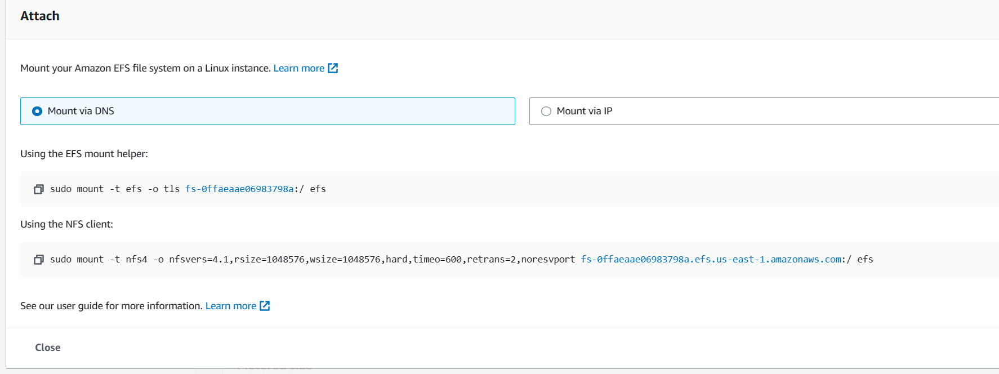 Attach
Mount your Amazon EFS file system on a Linux instance. Learn more
Mount via DNS
Mount via IP
Using the EFS mount helper:
sudo mount -t efs -o tls fs-0ffaeaae06983798a:/ efs
Using the NFS client:
sudo mount -t nfs4 -o nfsvers=4.1,rsize=1048576,wsize=1048576,hard,timeo=600,retrans=2,noresvport fs-0ffaeaae06983798a.efs.us-east-1.amazonaws.com:/ efs
See our user guide for more information. Learn more
Close